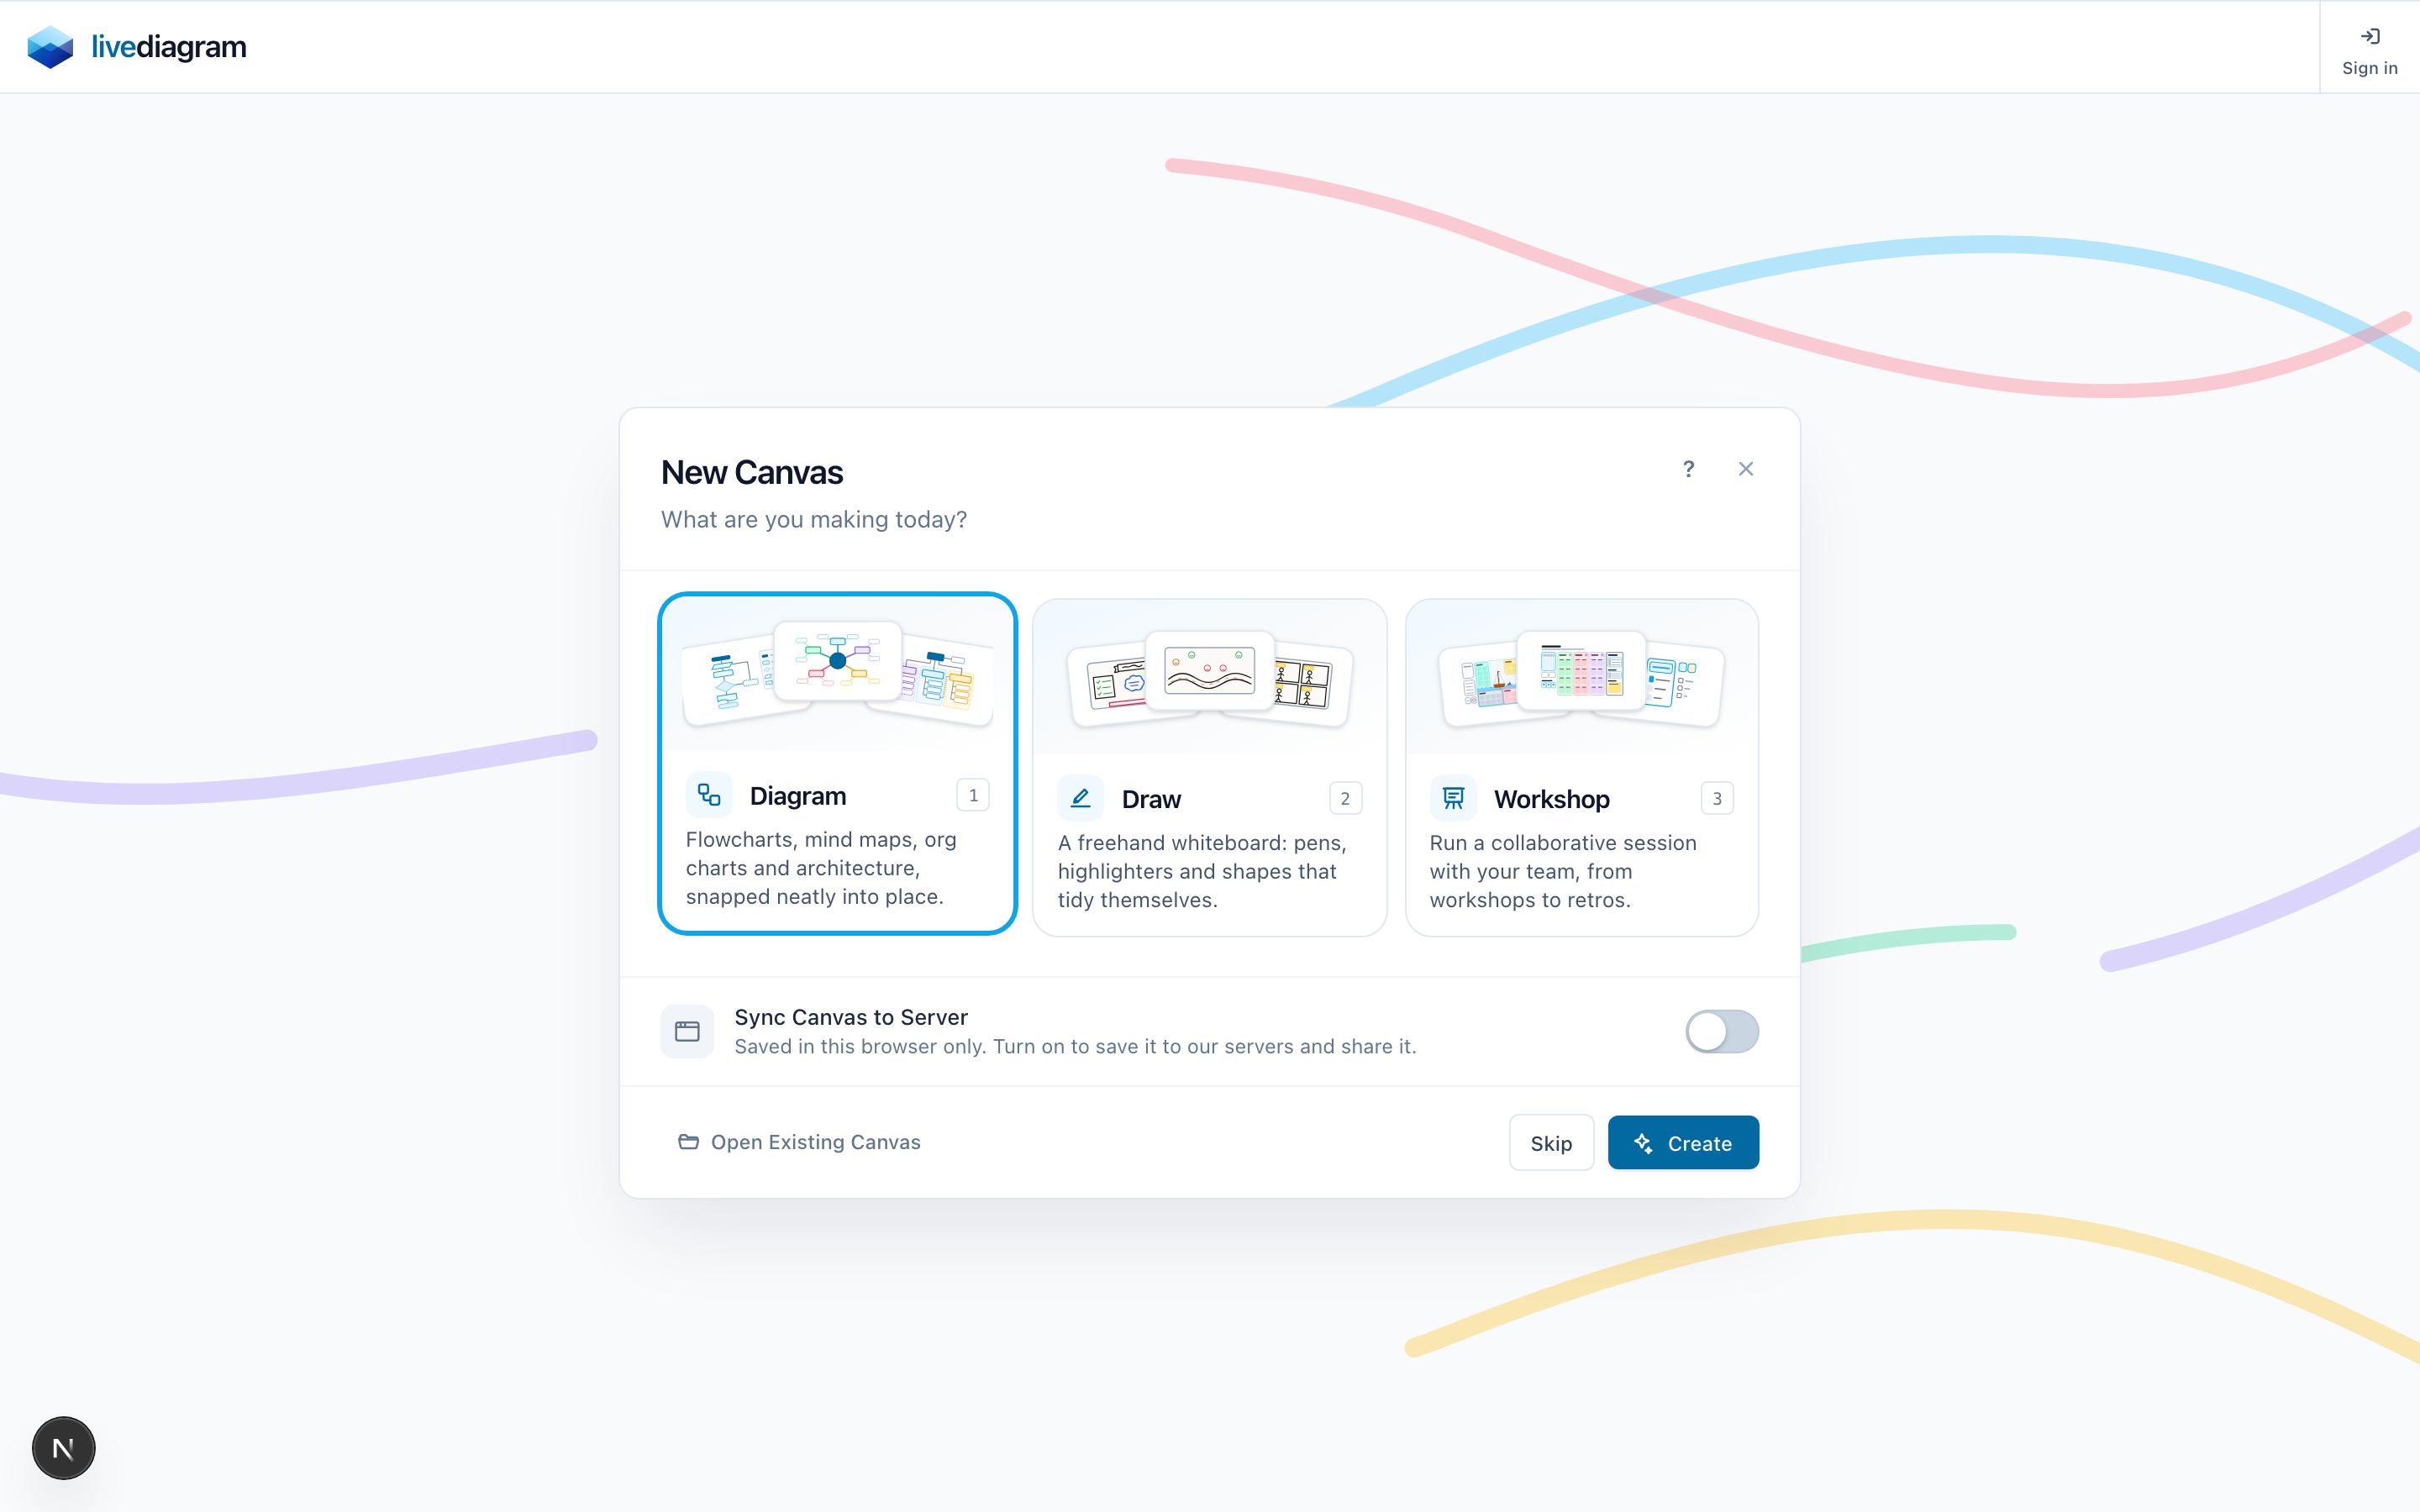 livediagram
Sign in
New Canvas
?
What are you making today?
Diagram
1
Flowcharts, mind maps, org
charts and architecture,
snapped neatly into place.
Draw
2
A freehand whiteboard: pens,
highlighters and shapes that
tidy themselves.
Workshop
3
Run a collaborative session
with your team, from
workshops to retros.
Sync Canvas to Server
Saved in this browser only. Turn on to save it to our servers and share it.
Open Existing Canvas
Skip
Create
N